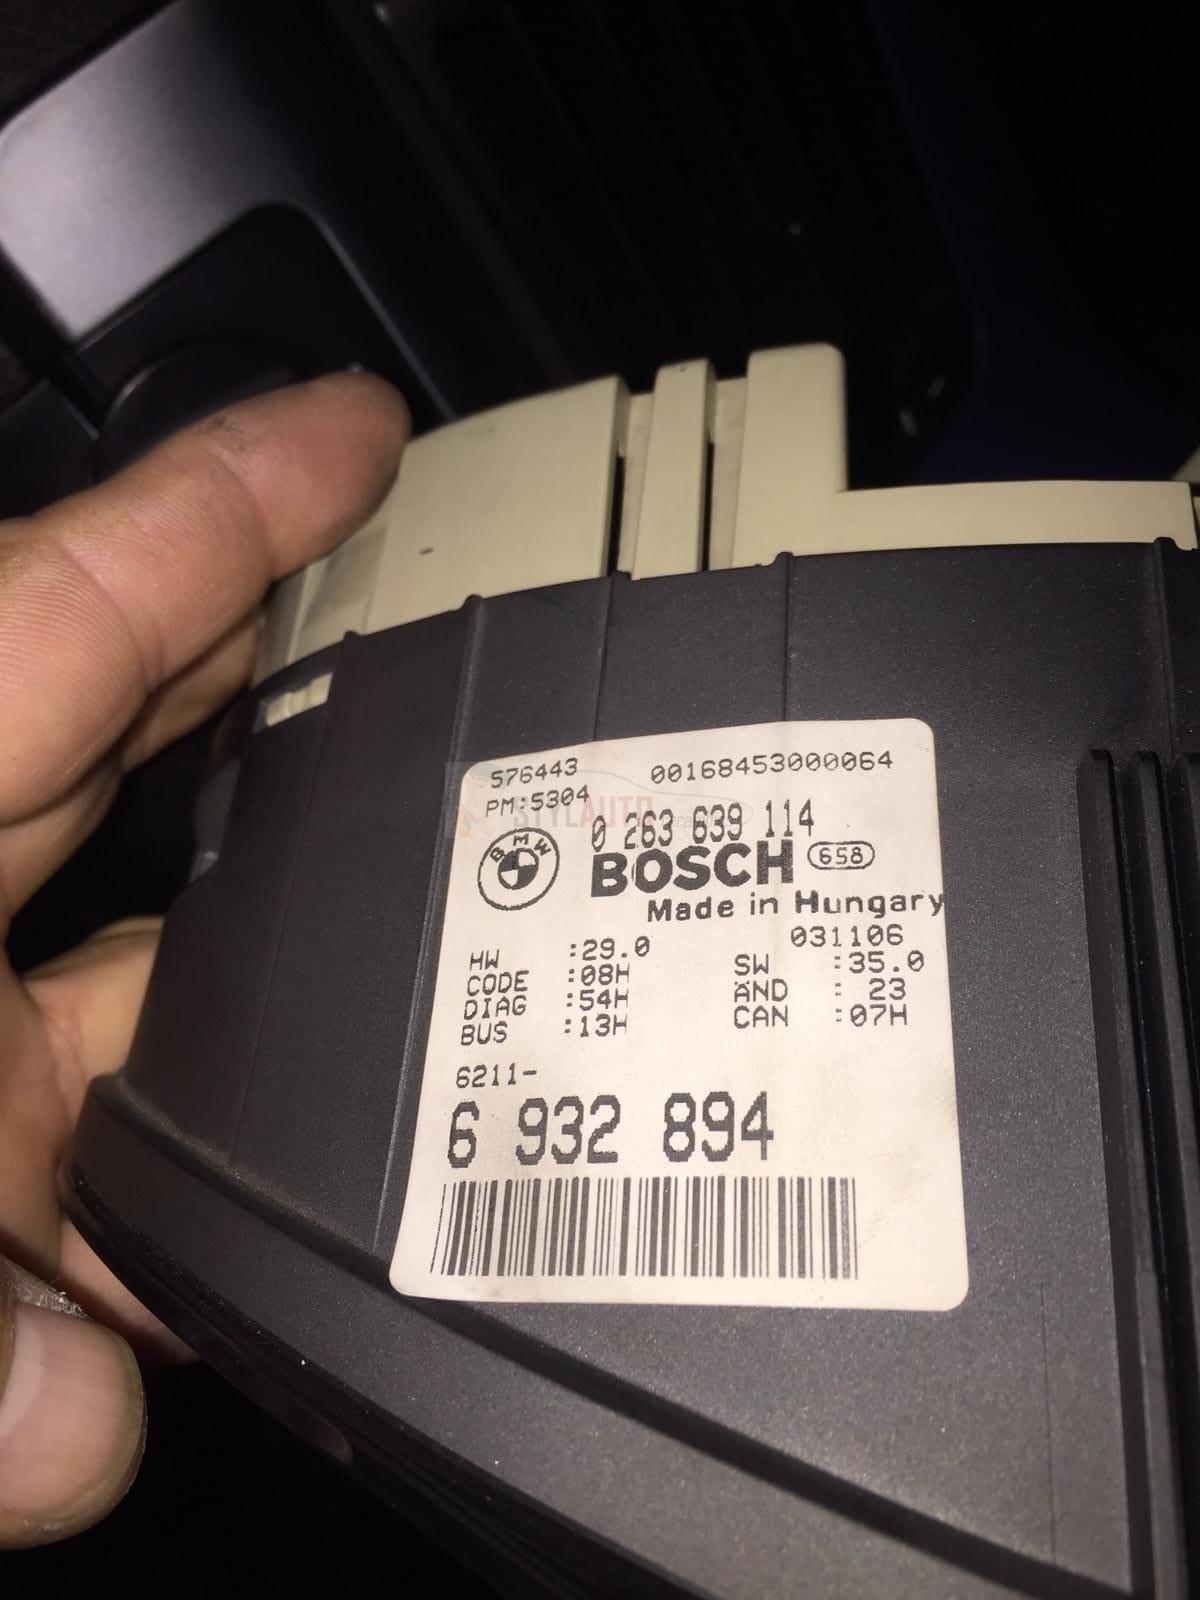 576443 00168453000064
PM:5304
STYLAUTO
0 263 639 114
BMW
BOSCH 658
Made in Hungary
031106
HW :29.0 SW :35.0
CODE :08H ÄND : 23
DIAG :54H CAN :07H
BUS :13H
6211-
6 932 894